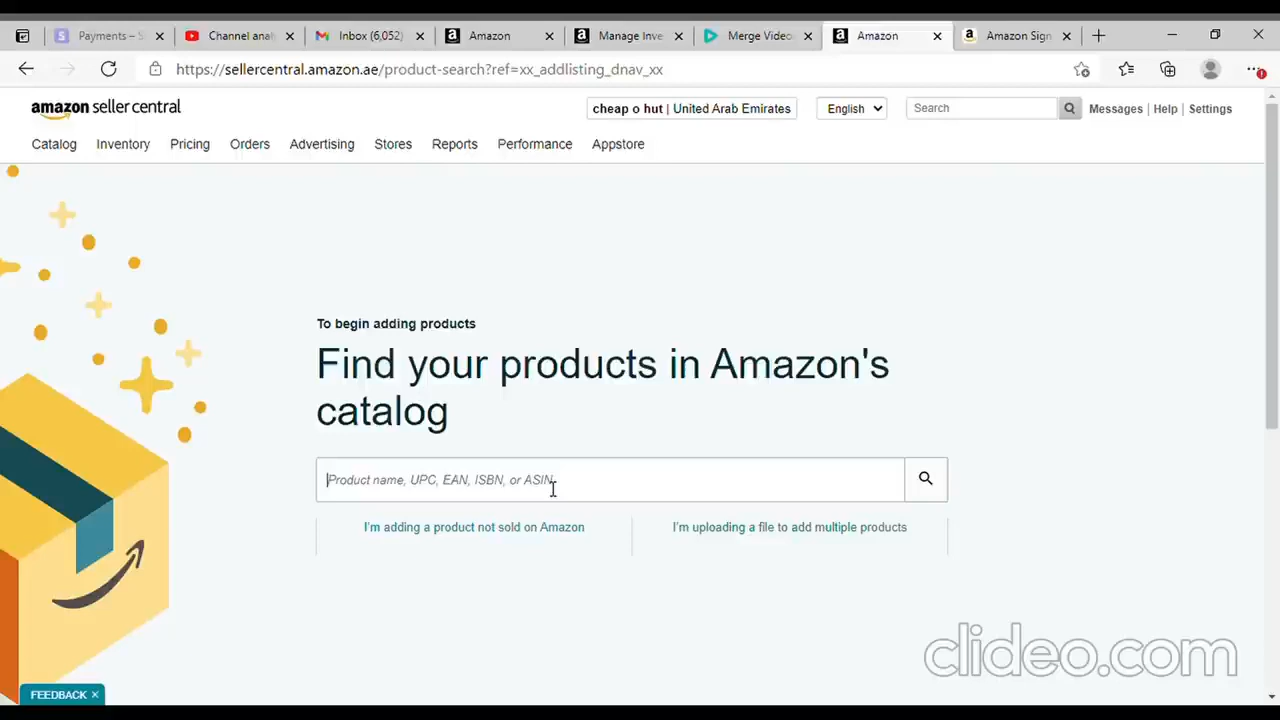 Payments – S
Channel anal
Inbox (6,052)
Amazon
Manage Inve
Merge Video
Amazon
Amazon Sign
https://sellercentral.amazon.ae/product-search?ref=xx_addlisting_dnav_xx
amazon seller central
cheap o hut | United Arab Emirates
English
Search
Messages | Help | Settings
Catalog Inventory Pricing Orders Advertising Stores Reports Performance Appstore
To begin adding products
Find your products in Amazon's
catalog
Product name, UPC, EAN, ISBN, or ASIN
I'm adding a product not sold on Amazon
I'm uploading a file to add multiple products
FEEDBACK
clideo.com